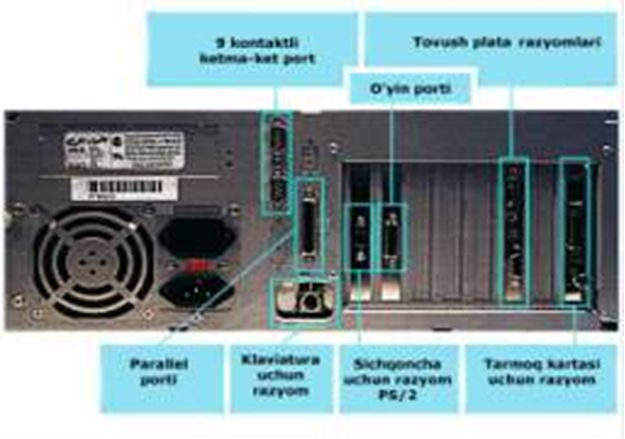 9 kontaktli
ketma-ket port
Tovush plata razyomlari
O'yin porti
Parallel
porti
Klaviatura
uchun
razyom
Sichqoncha
uchun razyom
PS/2
Tarmoq kartasi
uchun razyom